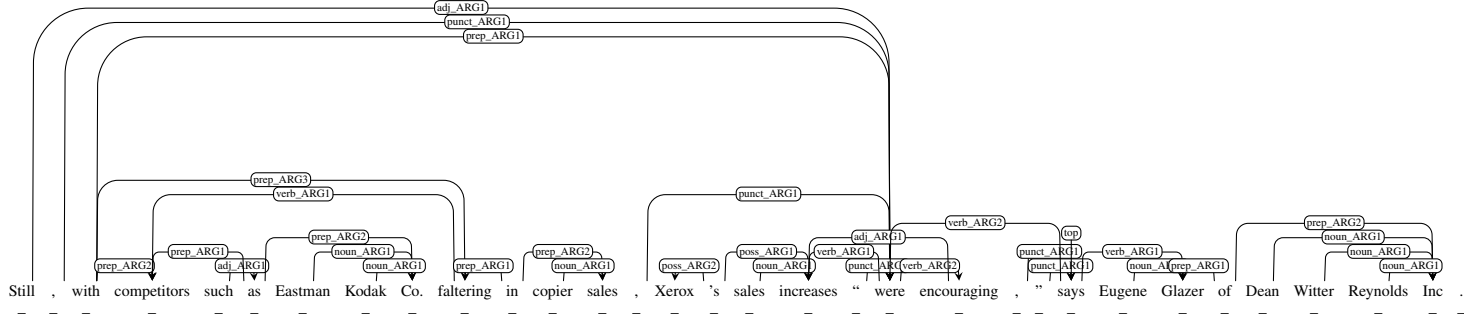 adj_ARG1
punct_ARG1
prep_ARG1
prep_ARG3
verb_ARG1 punct_ARG1
verb_ARG2 prep_ARG2
top
prep_ARG2 adj_ARG1 noun_ARG1
prep_ARG1 noun_ARG1 prep_ARG2 poss_ARG1 verb_ARG1 punct_ARG1 verb_ARG1 noun_ARG1
prep_ARG2 adj_ARG1 noun_ARG1 prep_ARG1 noun_ARG1 poss_ARG2 noun_ARG1 verb_ARG2 punct_ARG1 prep_ARG1 noun_ARG1
Still , with competitors such as Eastman Kodak Co. faltering in copier sales , Xerox 's sales increases “ were encouraging , ” says Eugene Glazer of Dean Witter Reynolds Inc .